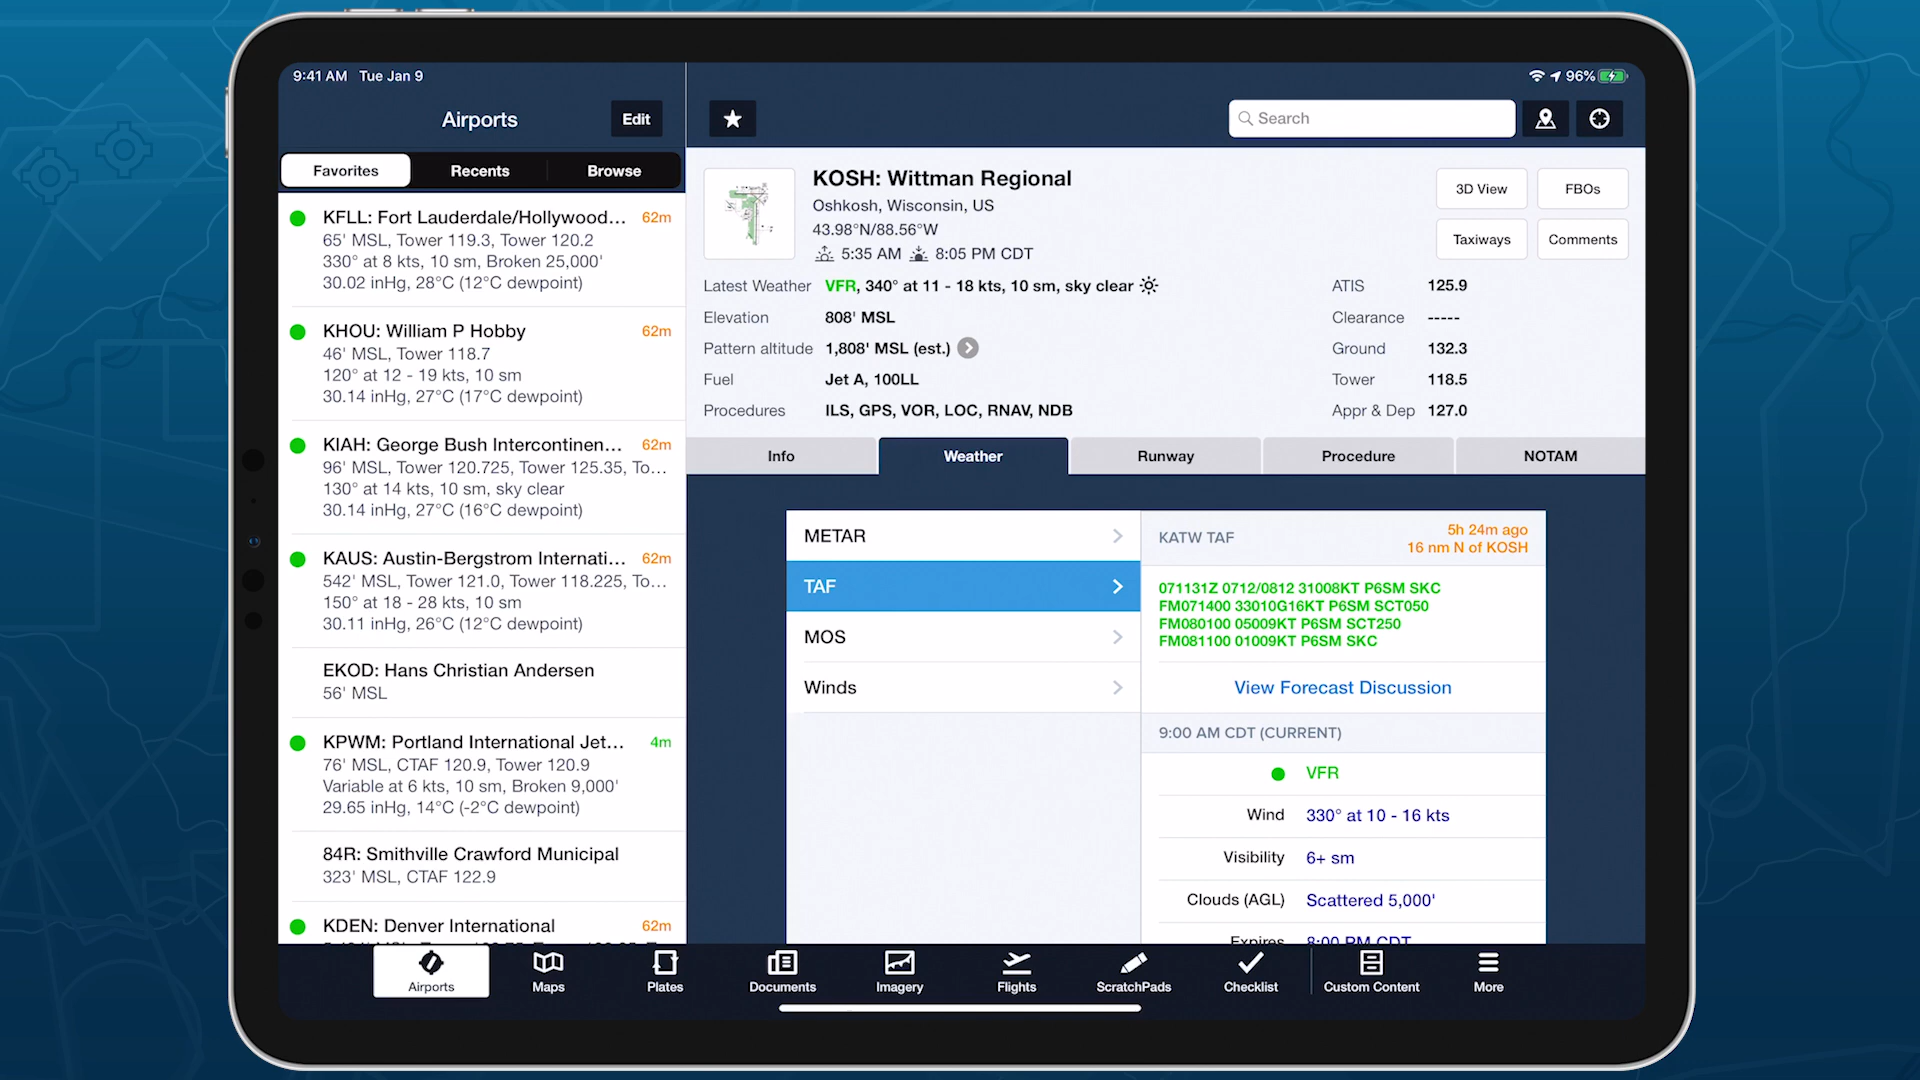 9:41 AM Tue Jan 9
96%
Airports
Edit
Search
Favorites
Recents
Browse
KFLL: Fort Lauderdale/Hollywood... 62m
65' MSL, Tower 119.3, Tower 120.2
330° at 8 kts, 10 sm, Broken 25,000'
30.02 inHg, 28°C (12°C dewpoint)
KHOU: William P Hobby 62m
46' MSL, Tower 118.7
120° at 12 - 19 kts, 10 sm
30.14 inHg, 27°C (17°C dewpoint)
KIAH: George Bush Intercontinen... 62m
96' MSL, Tower 120.725, Tower 125.35, To...
130° at 14 kts, 10 sm, sky clear
30.14 inHg, 27°C (16°C dewpoint)
KAUS: Austin-Bergstrom Internati... 62m
542' MSL, Tower 121.0, Tower 118.225, To...
150° at 18 - 28 kts, 10 sm
30.11 inHg, 26°C (12°C dewpoint)
EKOD: Hans Christian Andersen
56' MSL
KPWM: Portland International Jet... 4m
76' MSL, CTAF 120.9, Tower 120.9
Variable at 6 kts, 10 sm, Broken 9,000'
29.65 inHg, 14°C (-2°C dewpoint)
84R: Smithville Crawford Municipal
323' MSL, CTAF 122.9
KDEN: Denver International 62m
KOSH: Wittman Regional
Oshkosh, Wisconsin, US
43.98°N/88.56°W
5:35 AM 8:05 PM CDT
3D View
FBOs
Taxiways
Comments
Latest Weather VFR, 340° at 11 - 18 kts, 10 sm, sky clear
Elevation 808' MSL
Pattern altitude 1,808' MSL (est.)
Fuel Jet A, 100LL
Procedures ILS, GPS, VOR, LOC, RNAV, NDB
ATIS 125.9
Clearance -----
Ground 132.3
Tower 118.5
Appr & Dep 127.0
Info
Weather
Runway
Procedure
NOTAM
METAR
TAF
MOS
Winds
KATW TAF
5h 24m ago
16 nm N of KOSH
071131Z 0712/0812 31008KT P6SM SKC
FM071400 33010G16KT P6SM SCT050
FM080100 05009KT P6SM SCT250
FM081100 01009KT P6SM SKC
View Forecast Discussion
9:00 AM CDT (CURRENT)
VFR
Wind 330° at 10 - 16 kts
Visibility 6+ sm
Clouds (AGL) Scattered 5,000'
Expires 8:00 PM CDT
Airports
Maps
Plates
Documents
Imagery
Flights
ScratchPads
Checklist
Custom Content
More